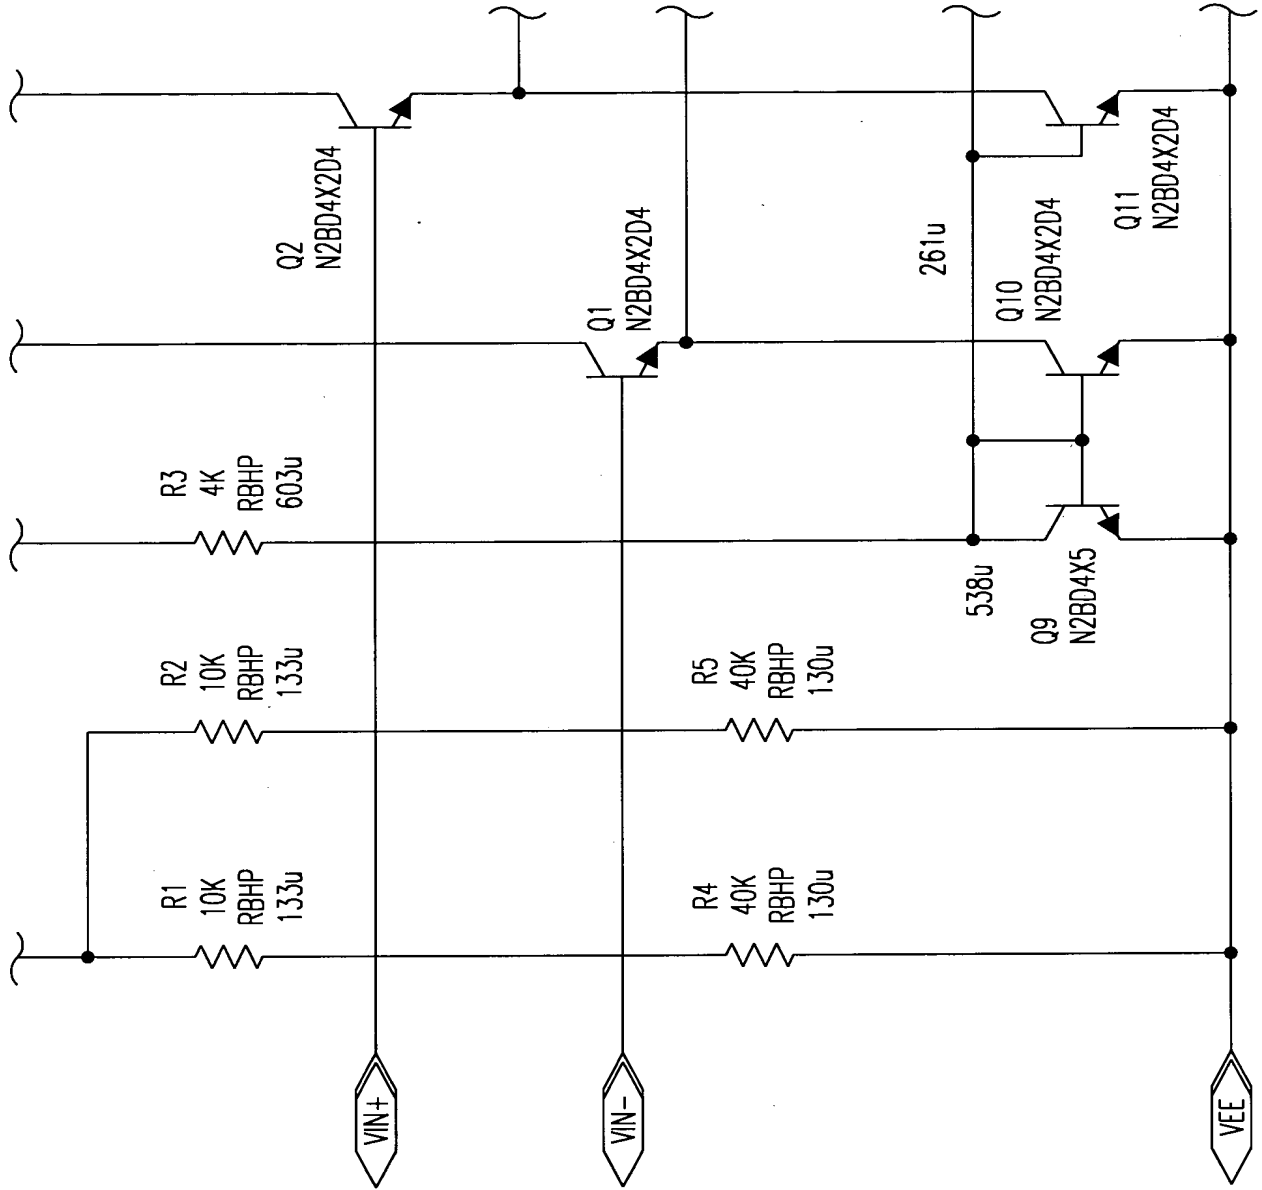 R1
10K
RBHP
133u
R2
10K
RBHP
133u
R3
4K
RBHP
603u
Q2
N2BD4X2D4
VIN+
Q1
N2BD4X2D4
VIN-
R4
40K
RBHP
130u
R5
40K
RBHP
130u
261u
538u
Q9
N2BD4X5
Q10
N2BD4X2D4
Q11
N2BD4X2D4
VEE